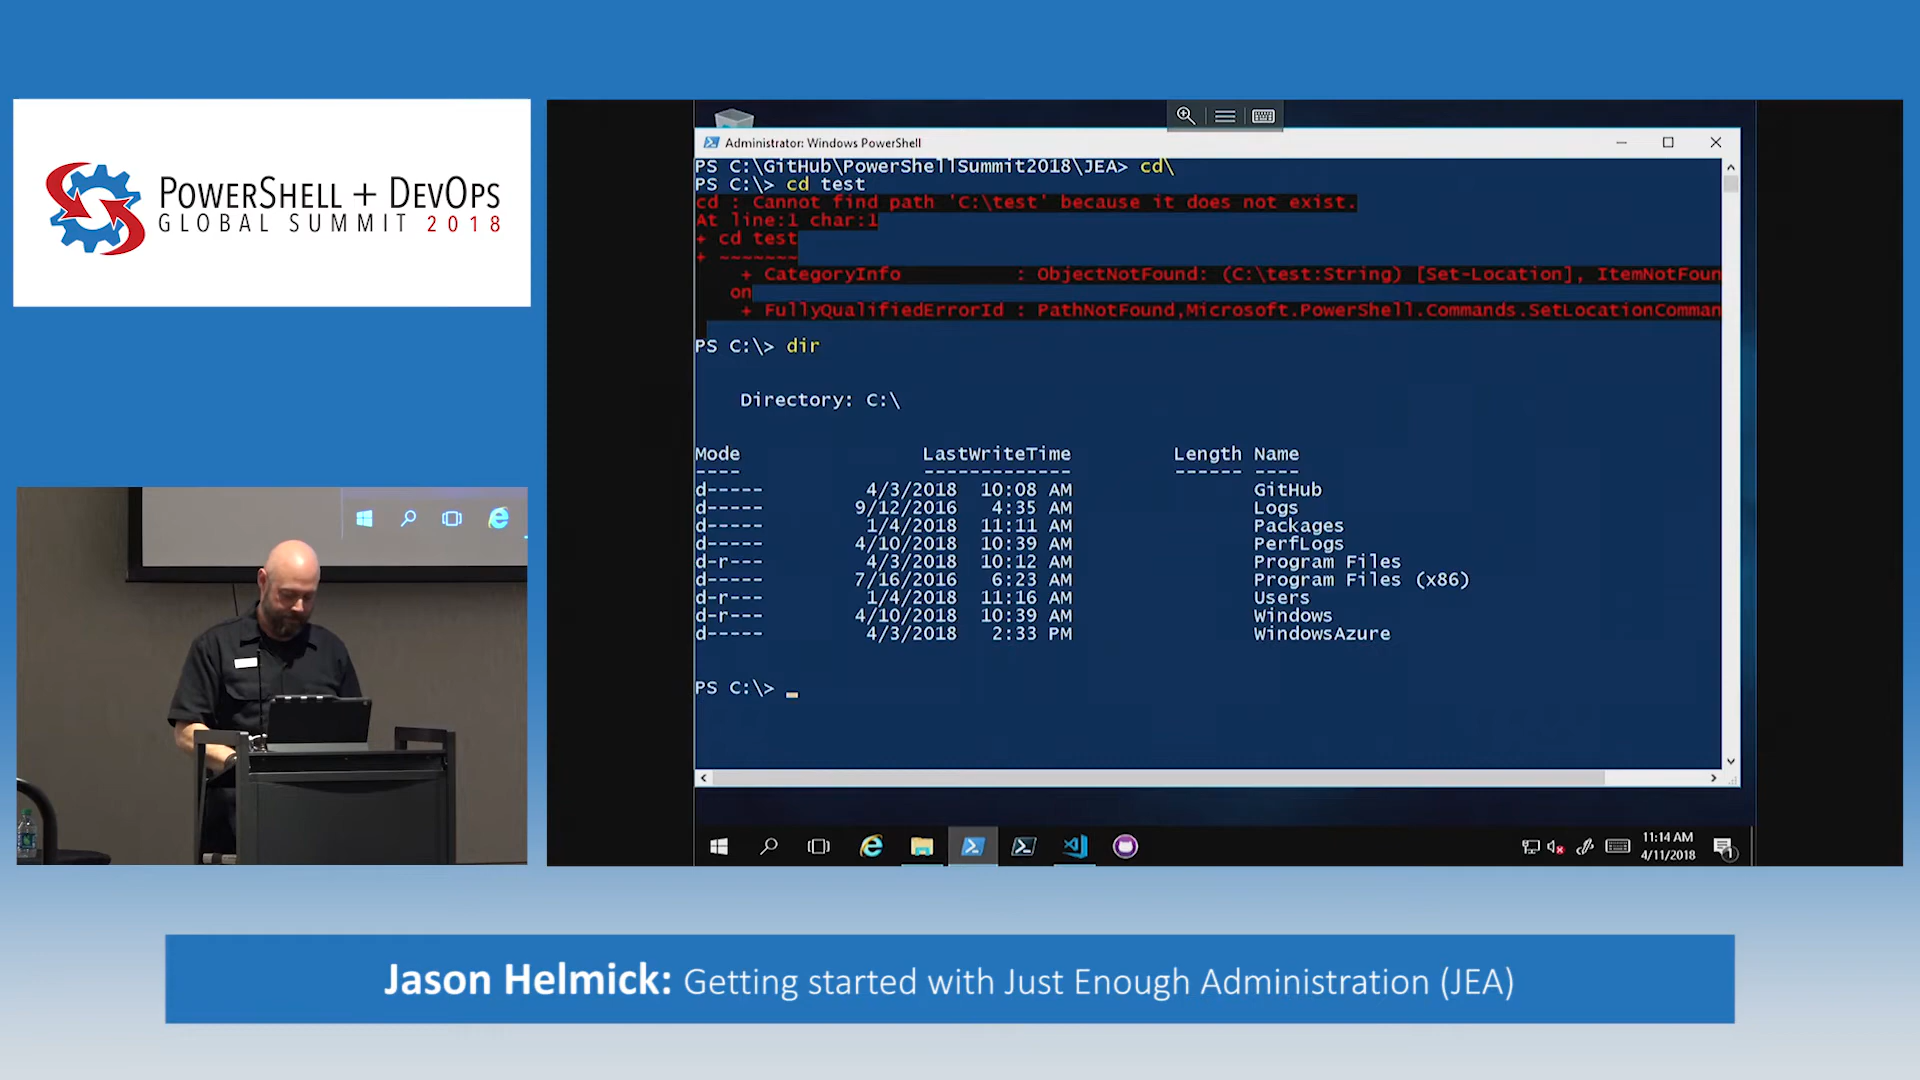 POWERSHELL + DEVOPS
GLOBAL SUMMIT 2018
Administrator: Windows PowerShell
PS C:\GitHub\PowerShellSummit2018\JEA> cd\
PS C:\> cd test
cd : Cannot find path 'C:\test' because it does not exist.
At line:1 char:1
+ cd test
+ ~~~~~~~
+ CategoryInfo : ObjectNotFound: (C:\test:String) [Set-Location], ItemNotFoun
on
+ FullyQualifiedErrorId : PathNotFound,Microsoft.PowerShell.Commands.SetLocationComman
PS C:\> dir
Directory: C:\
Mode LastWriteTime Length Name
---- ------------- ------ ----
d----- 4/3/2018 10:08 AM GitHub
d----- 9/12/2016 4:35 AM Logs
d----- 1/4/2018 11:11 AM Packages
d----- 4/10/2018 10:39 AM PerfLogs
d-r--- 4/3/2018 10:12 AM Program Files
d----- 7/16/2016 6:23 AM Program Files (x86)
d-r--- 1/4/2018 11:16 AM Users
d-r--- 4/10/2018 10:39 AM Windows
d----- 4/3/2018 2:33 PM WindowsAzure
PS C:\> _
11:14 AM
4/11/2018
1
Jason Helmick: Getting started with Just Enough Administration (JEA)